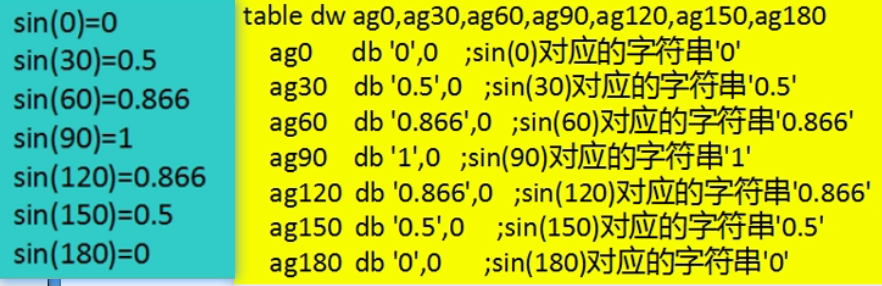 sin(0)=0
sin(30)=0.5
sin(60)=0.866
sin(90)=1
sin(120)=0.866
sin(150)=0.5
sin(180)=0
table dw ag0,ag30,ag60,ag90,ag120,ag150,ag180
ag0 db '0',0 ;sin(0)对应的字符串'0'
ag30 db '0.5',0 ;sin(30)对应的字符串'0.5'
ag60 db '0.866',0 ;sin(60)对应的字符串'0.866'
ag90 db '1',0 ;sin(90)对应的字符串'1'
ag120 db '0.866',0 ;sin(120)对应的字符串'0.866'
ag150 db '0.5',0 ;sin(150)对应的字符串'0.5'
ag180 db '0',0 ;sin(180)对应的字符串'0'